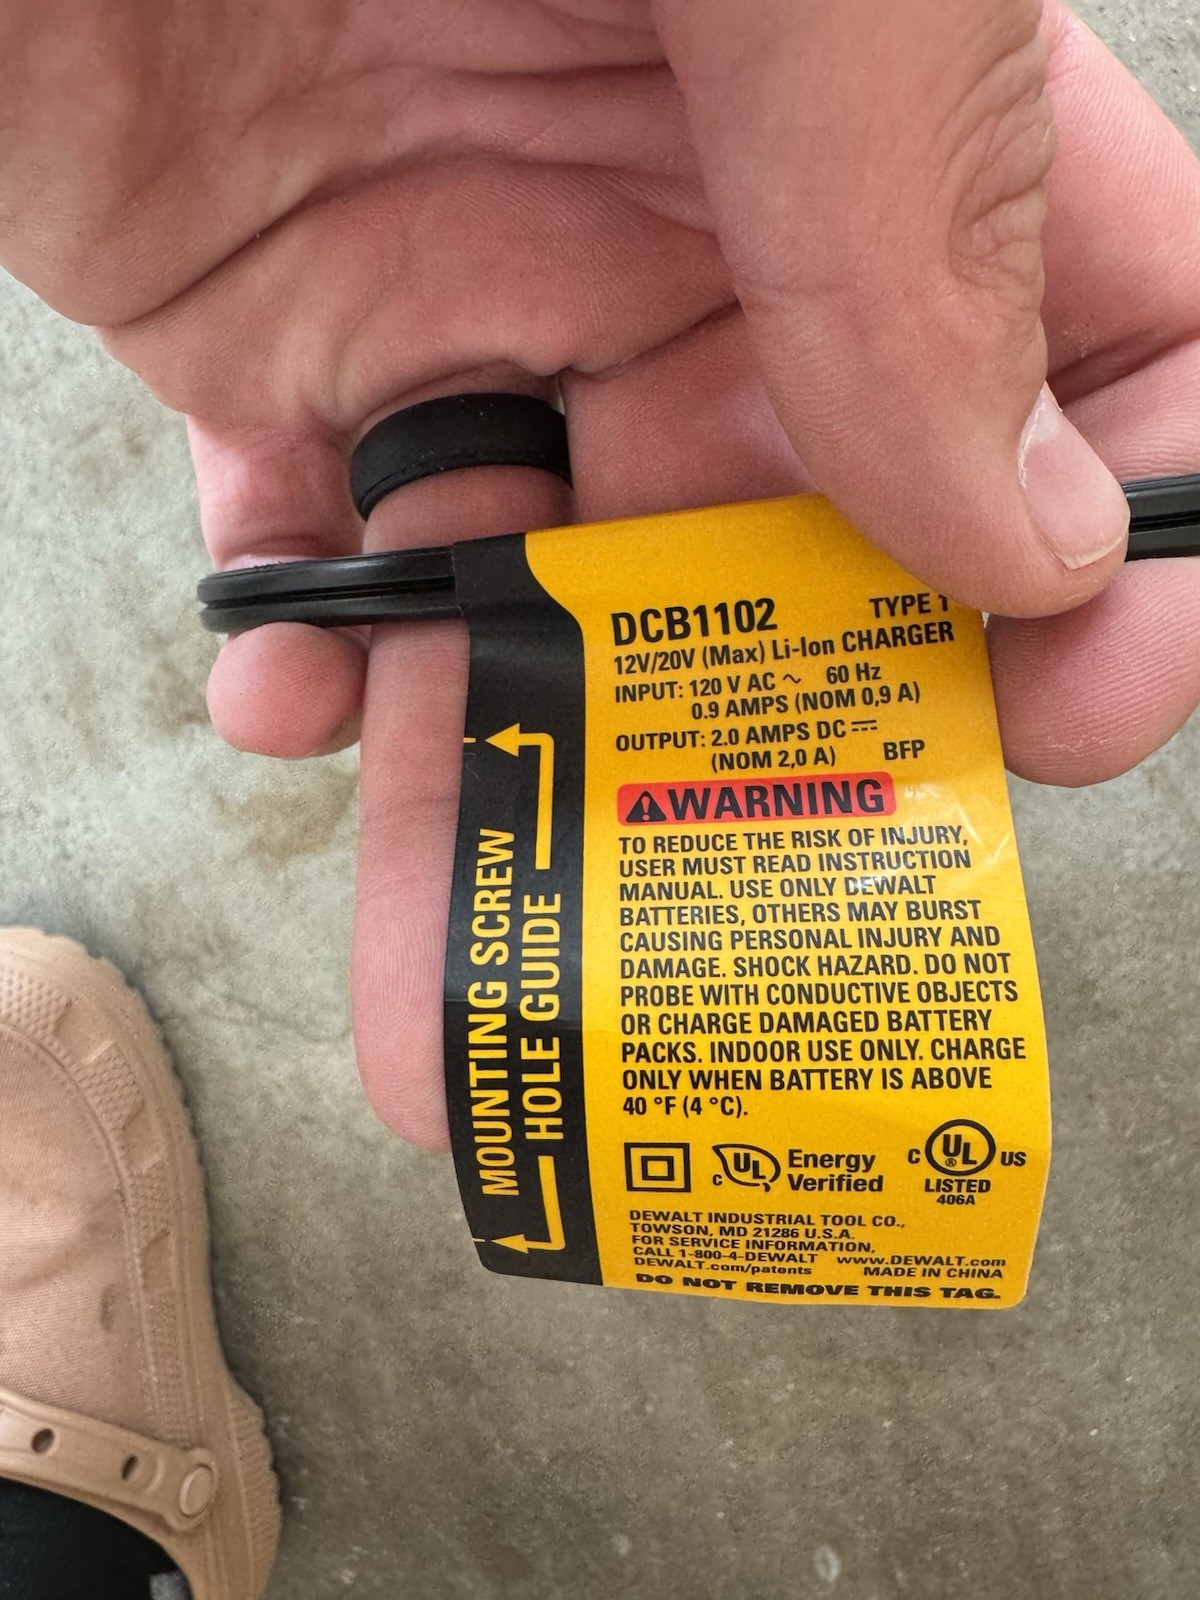 MOUNTING SCREW
HOLE GUIDE
DCB1102 TYPE 1
12V/20V (Max) Li-Ion CHARGER
INPUT: 120 V AC ∿ 60 Hz
0.9 AMPS (NOM 0,9 A)
OUTPUT: 2.0 AMPS DC ⎓
(NOM 2,0 A) BFP
⚠WARNING
TO REDUCE THE RISK OF INJURY,
USER MUST READ INSTRUCTION
MANUAL. USE ONLY DEWALT
BATTERIES, OTHERS MAY BURST
CAUSING PERSONAL INJURY AND
DAMAGE. SHOCK HAZARD. DO NOT
PROBE WITH CONDUCTIVE OBJECTS
OR CHARGE DAMAGED BATTERY
PACKS. INDOOR USE ONLY. CHARGE
ONLY WHEN BATTERY IS ABOVE
40 °F (4 °C).
C UL Energy
Verified
C UL ® US
LISTED
406A
DEWALT INDUSTRIAL TOOL CO.,
TOWSON, MD 21286 U.S.A.
FOR SERVICE INFORMATION,
CALL 1-800-4-DEWALT www.DEWALT.com
DEWALT.com/patents MADE IN CHINA
DO NOT REMOVE THIS TAG.